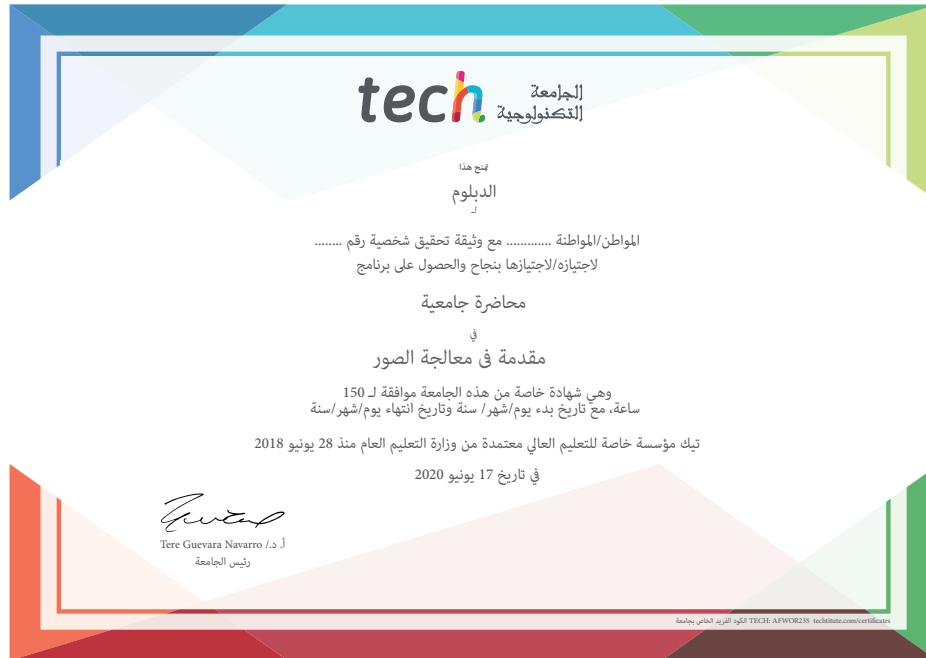 tech الجامعة
التكنولوجية
تمنح هذا
الدبلوم
لـ
المواطن/المواطنة ............. مع وثيقة تحقيق شخصية رقم ........
لاجتيازه/لاجتيازها بنجاح والحصول على برنامج
محاضرة جامعية
في
مقدمة فى معالجة الصور
وهي شهادة خاصة من هذه الجامعة موافقة لـ 150
ساعة، مع تاريخ بدء يوم/شهر/ سنة وتاريخ انتهاء يوم/شهر/سنة
تيك مؤسسة خاصة للتعليم العالي معتمدة من وزارة التعليم العام منذ 28 يونيو 2018
في تاريخ 17 يونيو 2020
أ. د./ Tere Guevara Navarro
رئيس الجامعة
الكود الفريد الخاص بجامعة TECH: AFWOR23S techtitute.com/certificates